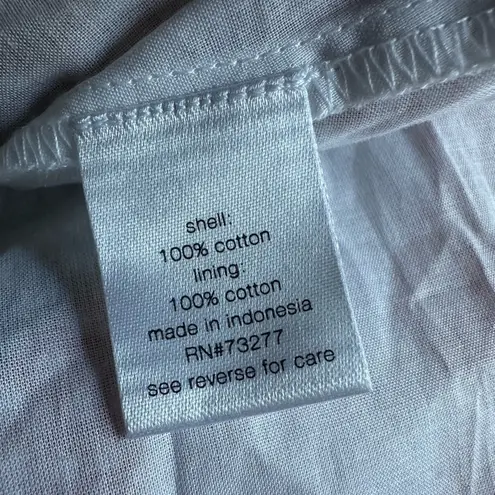 shell:
100% cotton
lining:
100% cotton
made in indonesia
RN#73277
see reverse for care